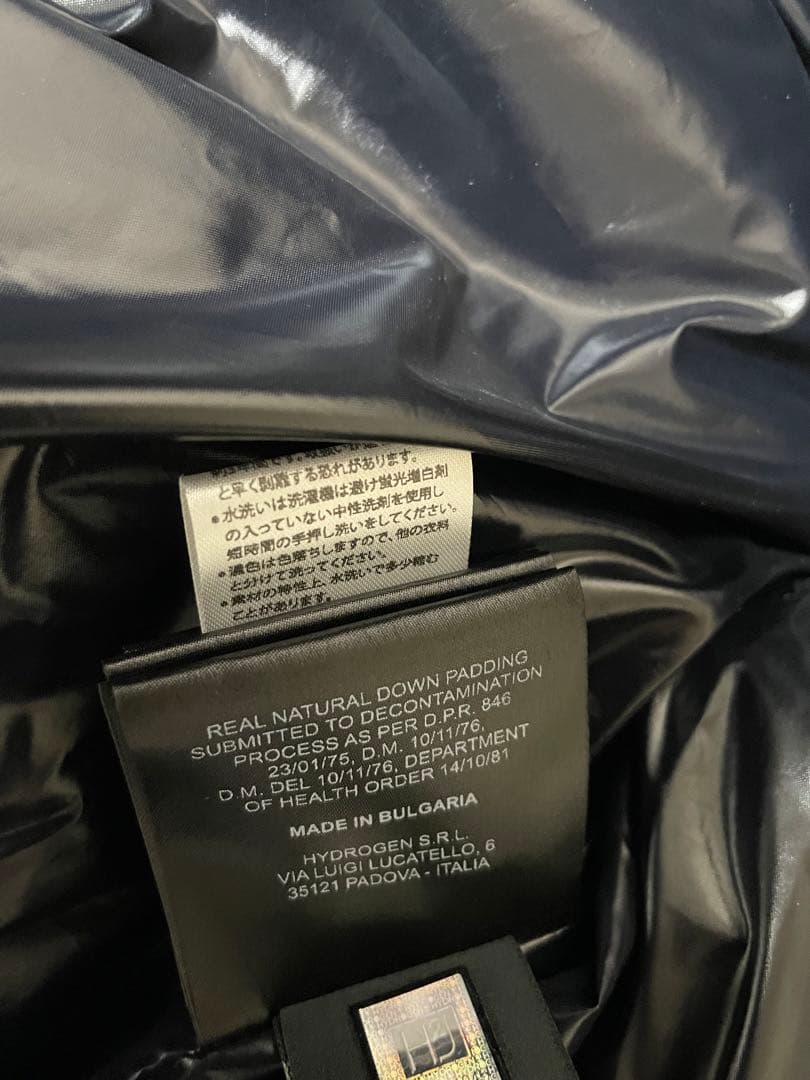 と早く剥離する恐れがあります。
•水洗いは洗濯機は避け蛍光増白剤
の入っていない中性洗剤を使用し
短時間の手押し洗いをしてください。
•濃色は色落ちしますので、他の衣料
と分けて洗ってください。
•素材の特性上、水洗いで多少縮む
ことがあります。
REAL NATURAL DOWN PADDING
SUBMITTED TO DECONTAMINATION
PROCESS AS PER D.P.R. 846
23/01/75, D.M. 10/11/76,
D.M. DEL 10/11/76, DEPARTMENT
OF HEALTH ORDER 14/10/81
MADE IN BULGARIA
HYDROGEN S.R.L.
VIA LUIGI LUCATELLO, 6
35121 PADOVA - ITALIA